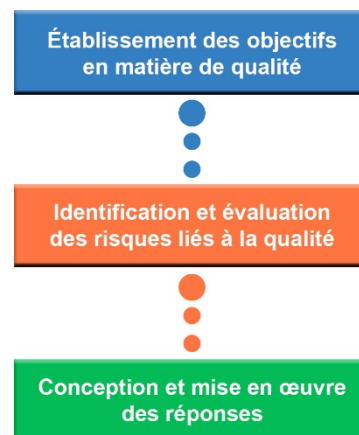 Établissement des objectifs
en matière de qualité
Identification et évaluation
des risques liés à la qualité
Conception et mise en œuvre
des réponses